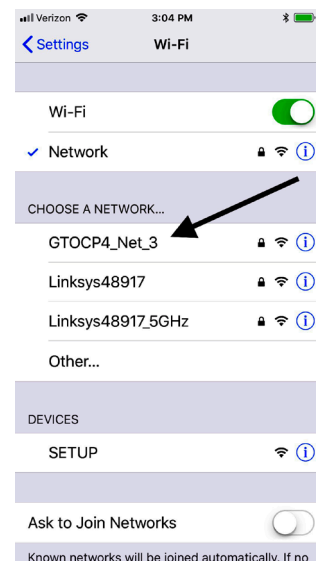 Verizon 3:04 PM
Settings Wi-Fi
Wi-Fi
Network
CHOOSE A NETWORK...
GTOCP4_Net_3
Linksys48917
Linksys48917_5GHz
Other...
DEVICES
SETUP
Ask to Join Networks
Known networks will be joined automatically. If no